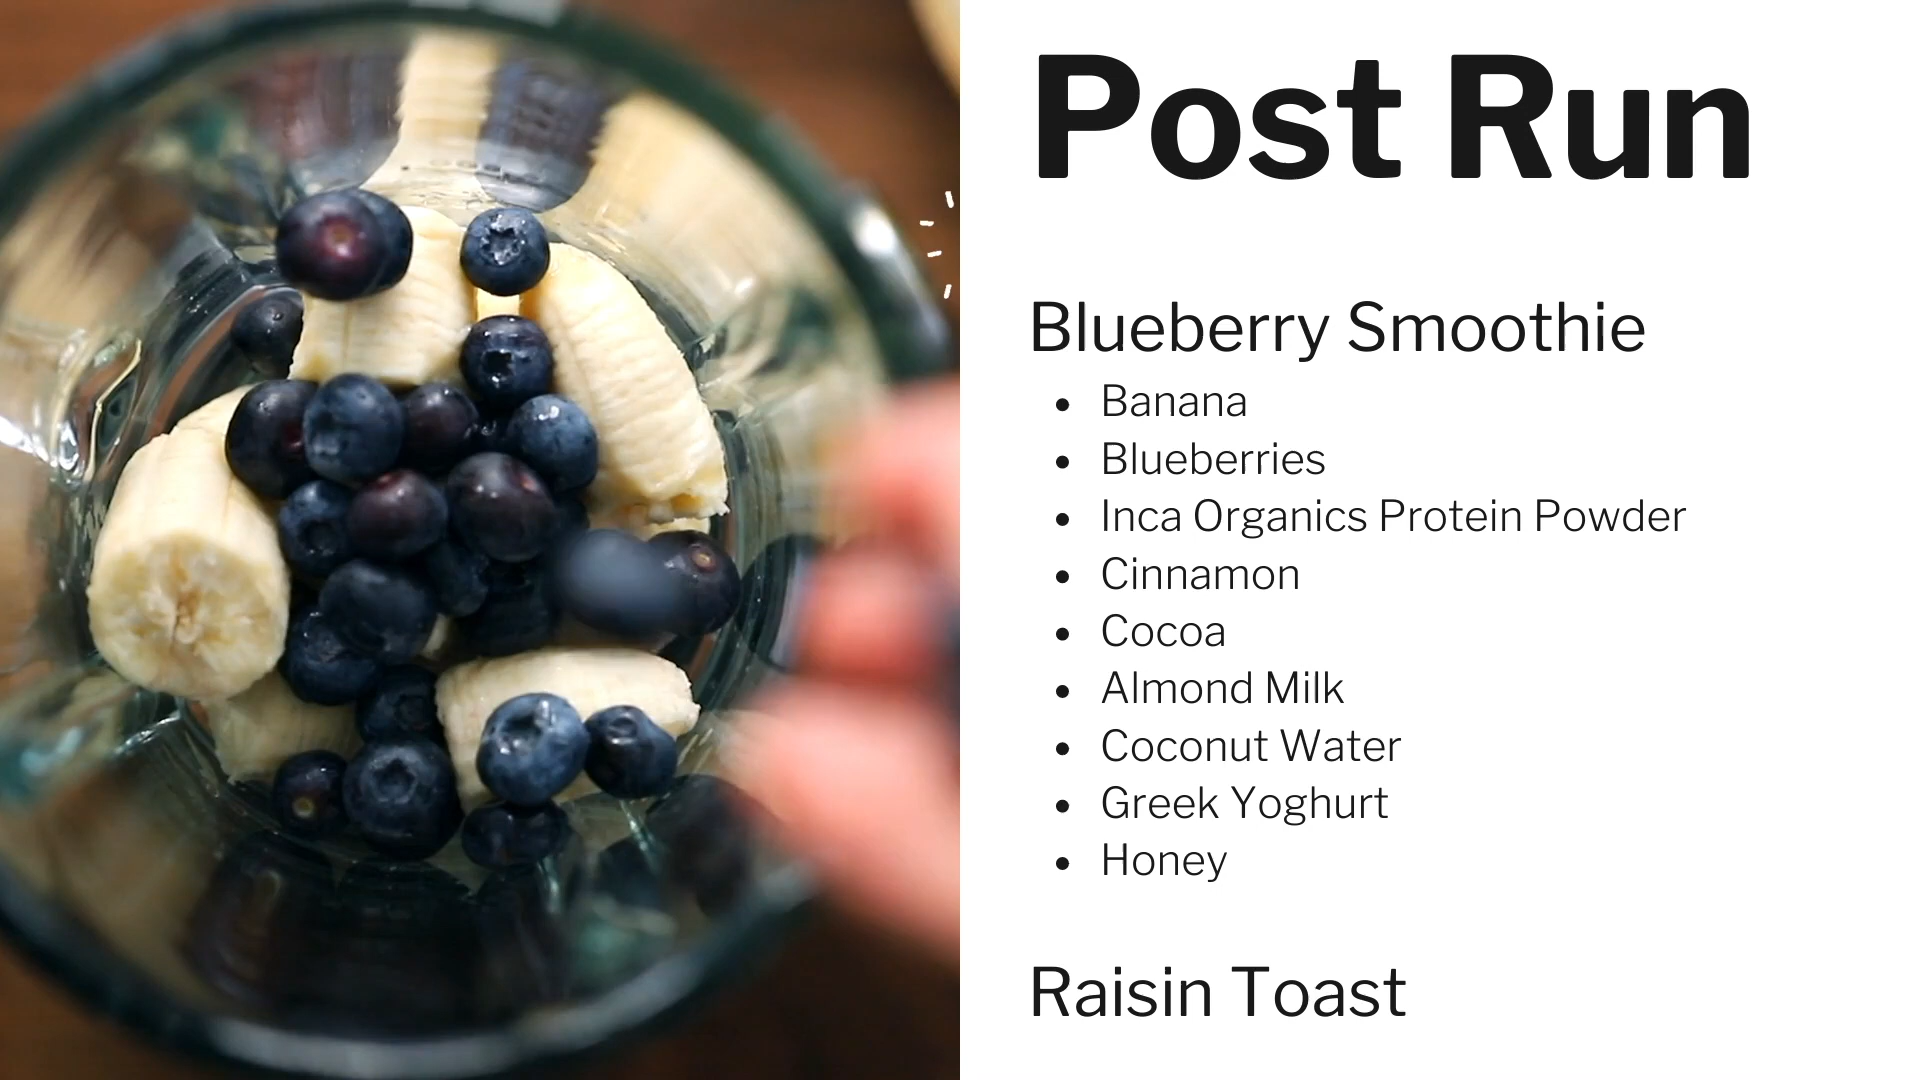 Post Run
Blueberry Smoothie
Banana
Blueberries
Inca Organics Protein Powder
Cinnamon
Cocoa
Almond Milk
Coconut Water
Greek Yoghurt
Honey
Raisin Toast